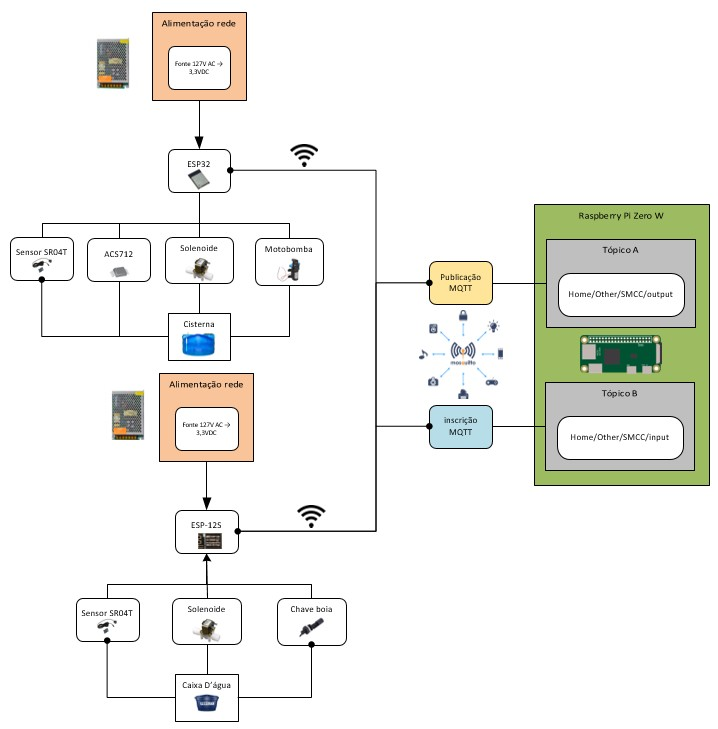 Alimentação rede
Fonte 127V AC →
3,3VDC
ESP32
Sensor SR04T
ACS712
Solenoide
Motobomba
Cisterna
Alimentação rede
Fonte 127V AC →
3,3VDC
ESP-12S
Sensor SR04T
Solenoide
Chave boia
Caixa D'água
Publicação
MQTT
mosquitto
inscrição
MQTT
Raspberry Pi Zero W
Tópico A
Home/Other/SMCC/output
Tópico B
Home/Other/SMCC/input